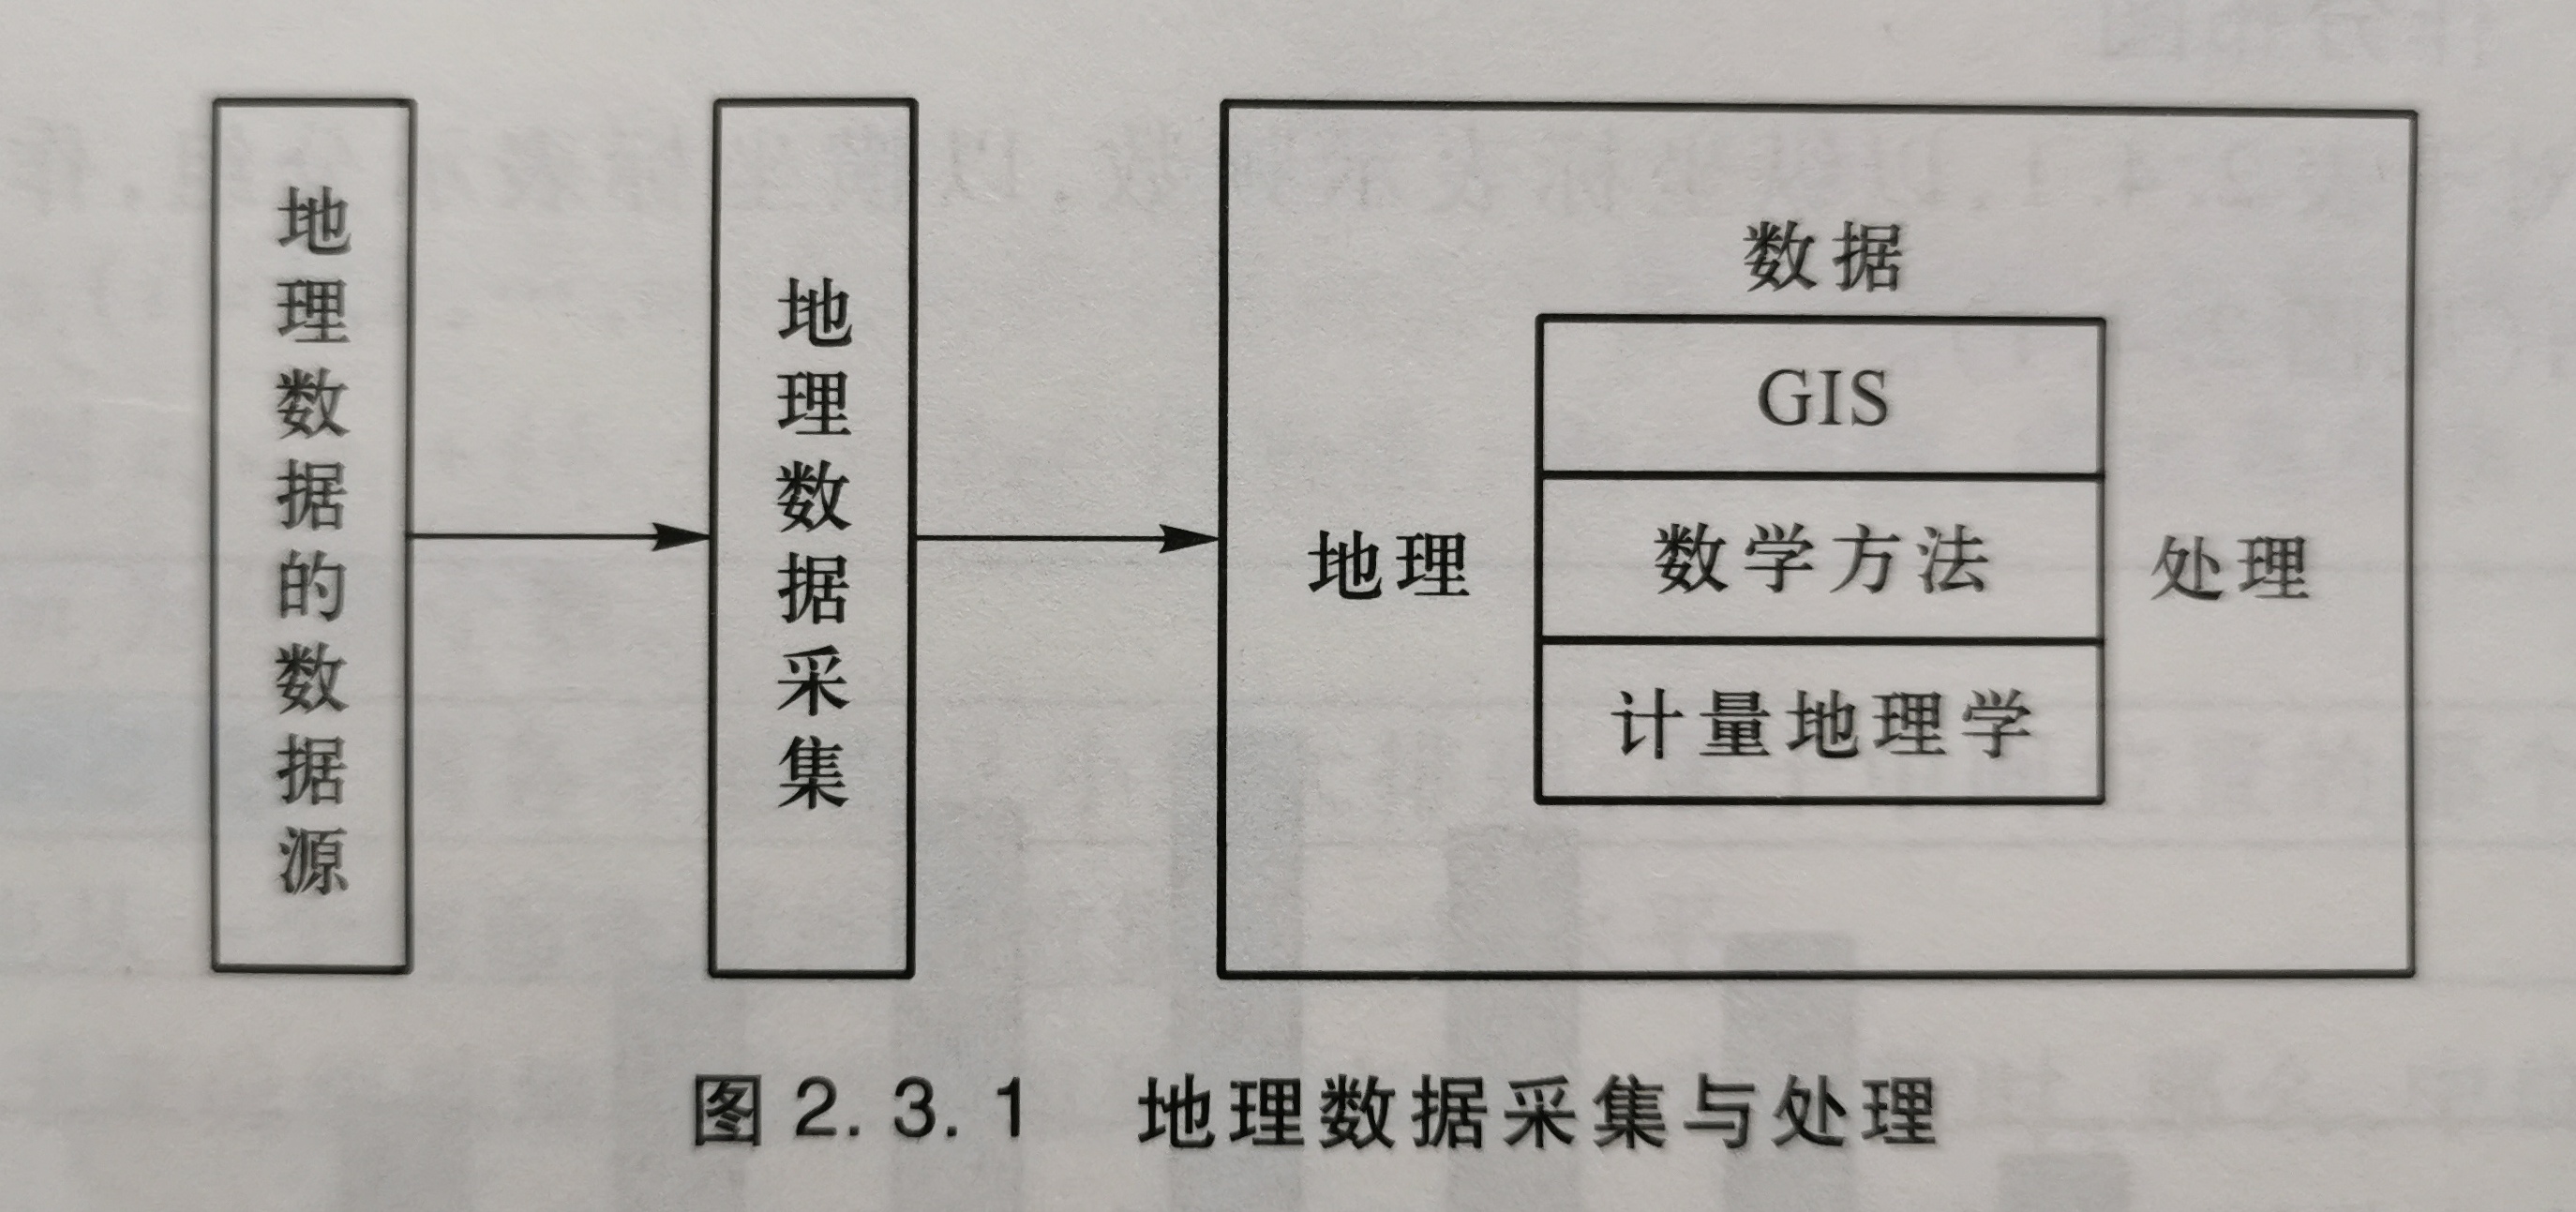 地理数据的数据源
地理数据采集
数据
地理
GIS
数学方法
计量地理学
处理
图 2.3.1 地理数据采集与处理